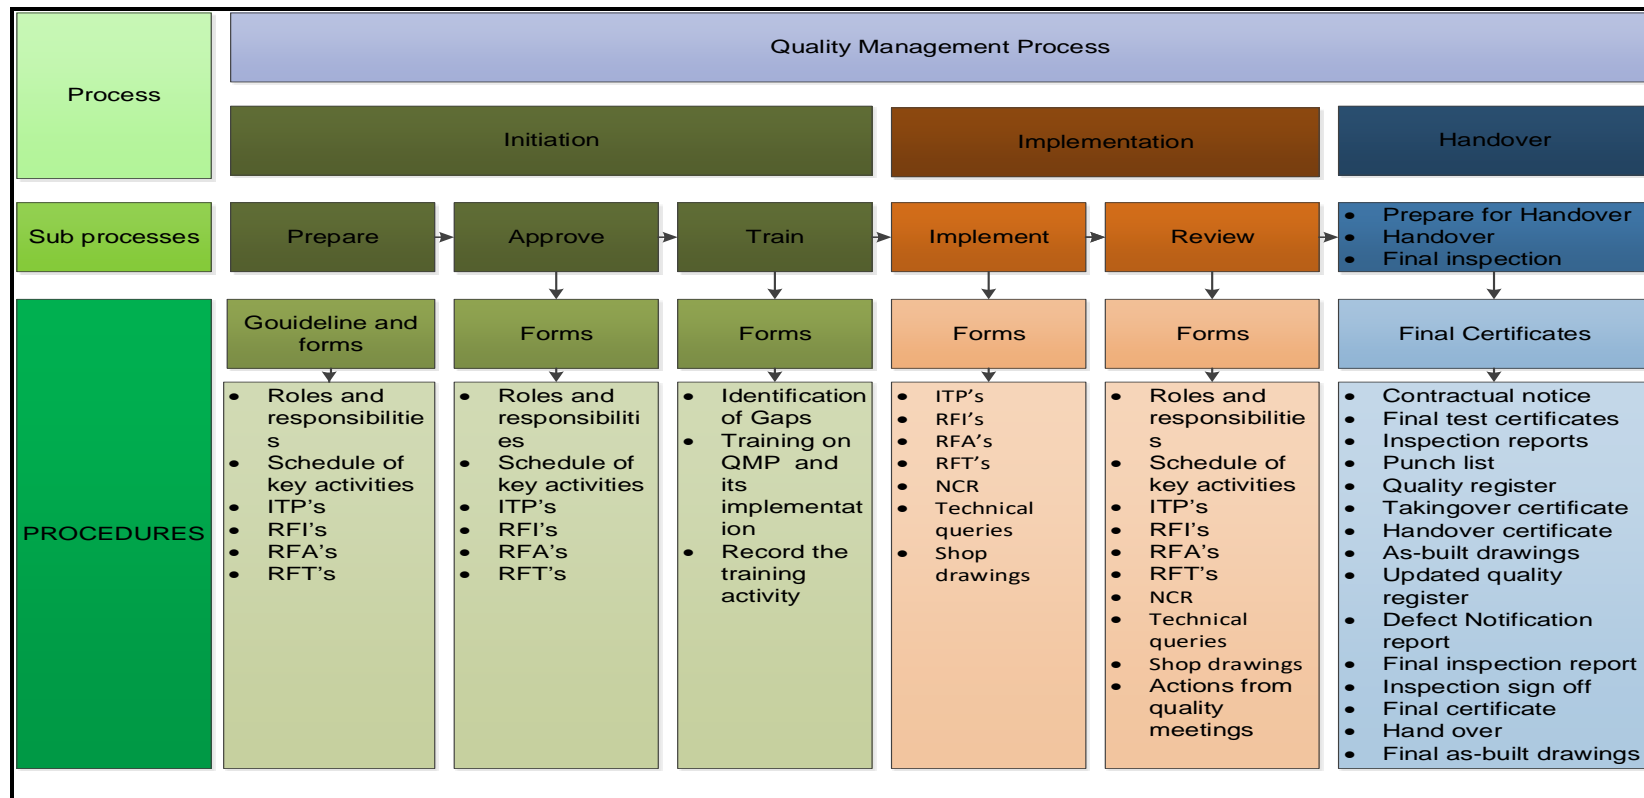 Process
Quality Management Process
Initiation
Implementation
Handover
Sub processes
Prepare
Approve
Train
Implement
Review
• Prepare for Handover
• Handover
• Final inspection
PROCEDURES
Gouideline and
forms
Forms
Forms
Forms
Forms
Final Certificates
• Roles and
responsibilitie
s
• Schedule of
key activities
• ITP’s
• RFI’s
• RFA’s
• RFT’s
• Roles and
responsibiliti
es
• Schedule of
key activities
• ITP’s
• RFI’s
• RFA’s
• RFT’s
• Identification
of Gaps
• Training on
QMP and
its
implementat
ion
• Record the
training
activity
• ITP’s
• RFI’s
• RFA’s
• RFT’s
• NCR
• Technical
queries
• Shop
drawings
• Roles and
responsibilitie
s
• Schedule of
key activities
• ITP’s
• RFI’s
• RFA’s
• RFT’s
• NCR
• Technical
queries
• Shop drawings
• Actions from
quality
meetings
• Contractual notice
• Final test certificates
• Inspection reports
• Punch list
• Quality register
• Takingover certificate
• Handover certificate
• As-built drawings
• Updated quality
register
• Defect Notification
report
• Final inspection report
• Inspection sign off
• Final certificate
• Hand over
• Final as-built drawings